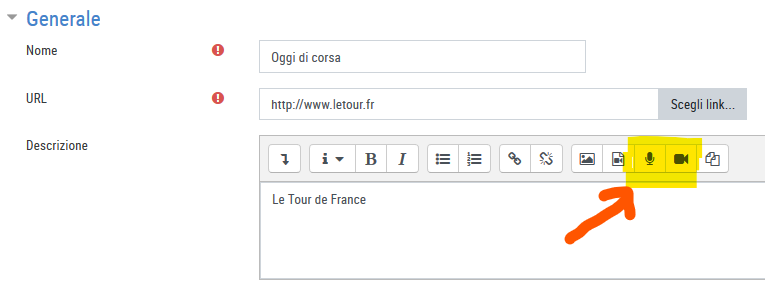 Generale
Nome
Oggi di corsa
URL
http://www.letour.fr
Scegli link...
Descrizione
i B I
Le Tour de France